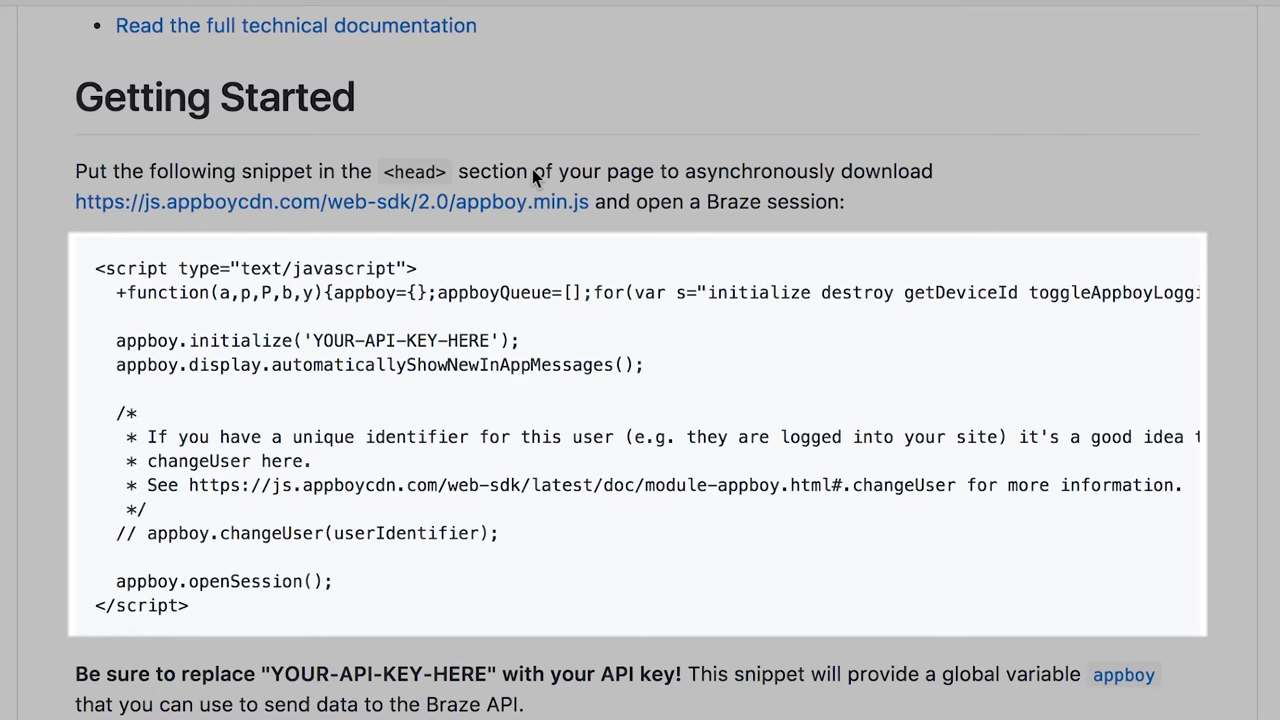 • Read the full technical documentation
Getting Started
Put the following snippet in the <head> section of your page to asynchronously download
https://js.appboycdn.com/web-sdk/2.0/appboy.min.js and open a Braze session:
<script type="text/javascript">
+function(a,p,P,b,y){appboy={};appboyQueue=[];for(var s="initialize destroy getDeviceId toggleAppboyLoggi
appboy.initialize('YOUR-API-KEY-HERE');
appboy.display.automaticallyShowNewInAppMessages();
/*
* If you have a unique identifier for this user (e.g. they are logged into your site) it's a good idea t
* changeUser here.
* See https://js.appboycdn.com/web-sdk/latest/doc/module-appboy.html#.changeUser for more information.
*/
// appboy.changeUser(userIdentifier);
appboy.openSession();
</script>
Be sure to replace "YOUR-API-KEY-HERE" with your API key! This snippet will provide a global variable appboy
that you can use to send data to the Braze API.